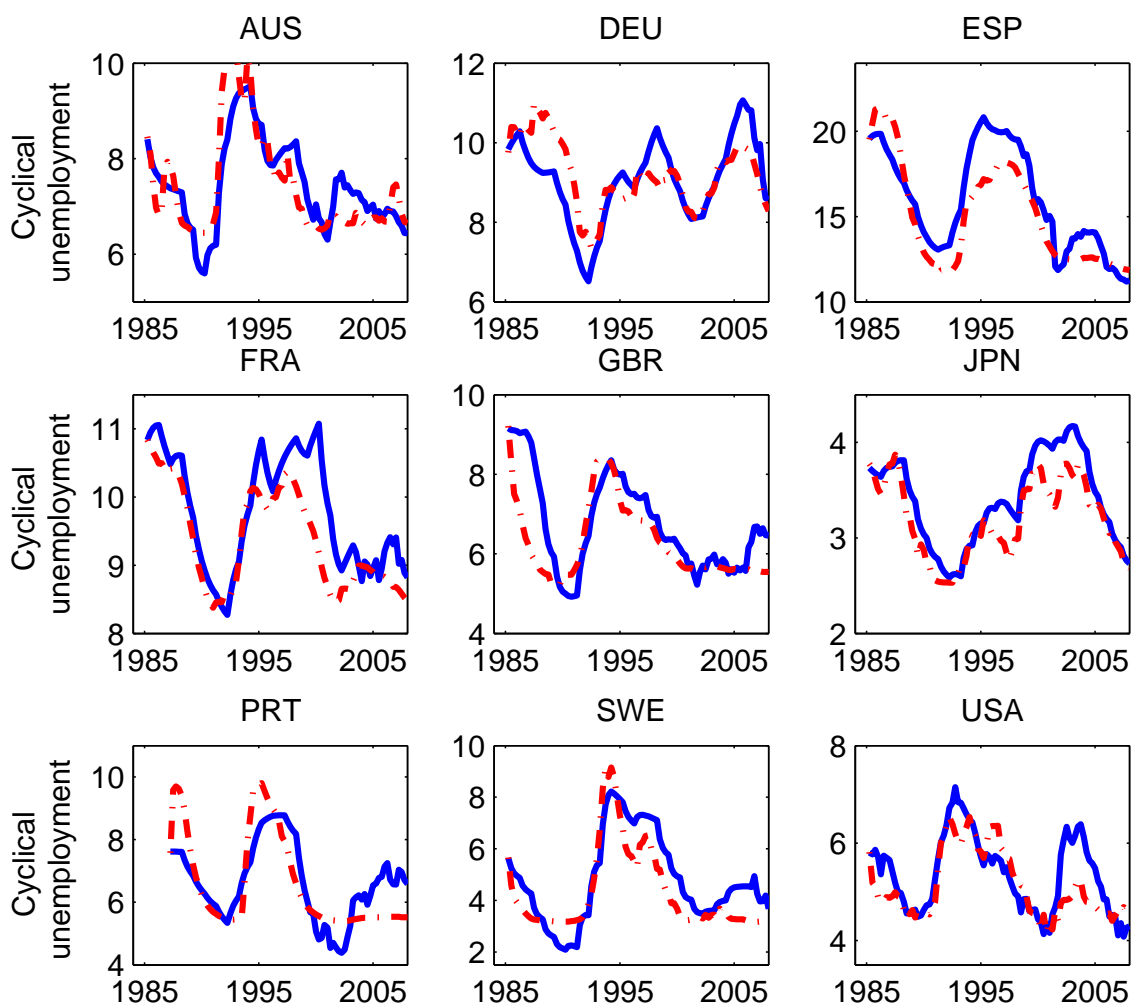 AUS DEU ESP
10 12
20
8 10
15
6 8
6 10
Cyclical
unemployment
1985 1995 2005 1985 1995 2005 1985 1995 2005
FRA GBR JPN
11 10
4
10 8
3
9 6
8 4 2
Cyclical
unemployment
1985 1995 2005 1985 1995 2005 1985 1995 2005
PRT SWE USA
10 10 8
8 8
6
6 6
4
4 2 4
Cyclical
unemployment
1985 1995 2005 1985 1995 2005 1985 1995 2005